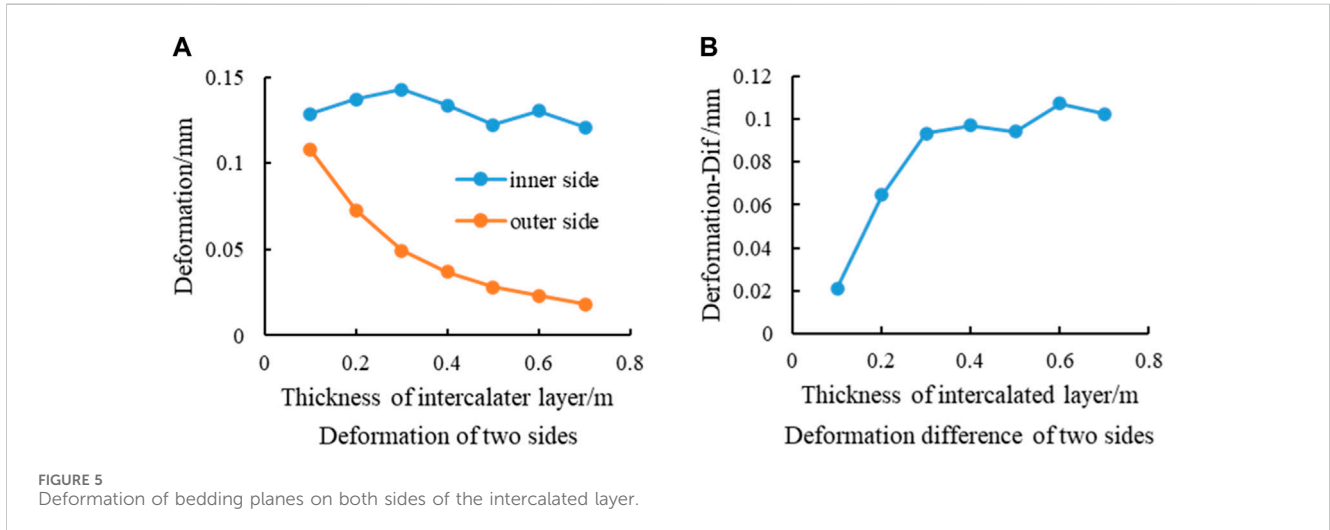 A
0.15
0.1
0.05
0
Deformation/mm
inner side
outer side
0 0.2 0.4 0.6 0.8
Thickness of intercalater layer/m
Deformation of two sides
B
0.12
0.1
0.08
0.06
0.04
0.02
0
Derformation-Dif /mm
0 0.2 0.4 0.6 0.8
Thickness of intercalated layer/m
Deformation difference of two sides
FIGURE 5
Deformation of bedding planes on both sides of the intercalated layer.